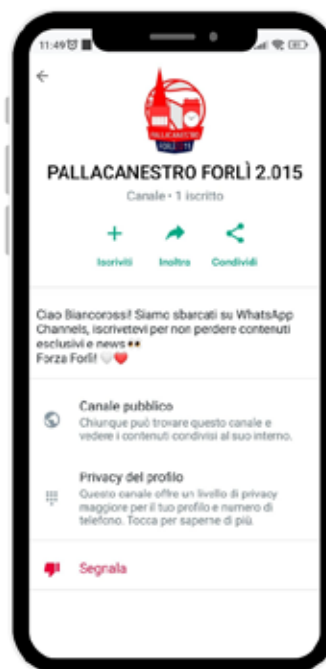 11:49
PALLACANESTRO
FORLÌ 2.015
PALLACANESTRO FORLÌ 2.015
Canale • 1 iscritto
Iscriviti Inoltra Condividi
Ciao Biancorossi! Siamo sbarcati su WhatsApp
Channels, iscrivetevi per non perdere contenuti
esclusivi e news 👀
Forza Forlì! 🤍❤️
Canale pubblico
Chiunque può trovare questo canale e
vedere i contenuti condivisi al suo interno.
Privacy del profilo
Questo canale offre un livello di privacy
maggiore per il tuo profilo e numero di
telefono. Tocca per saperne di più.
Segnala